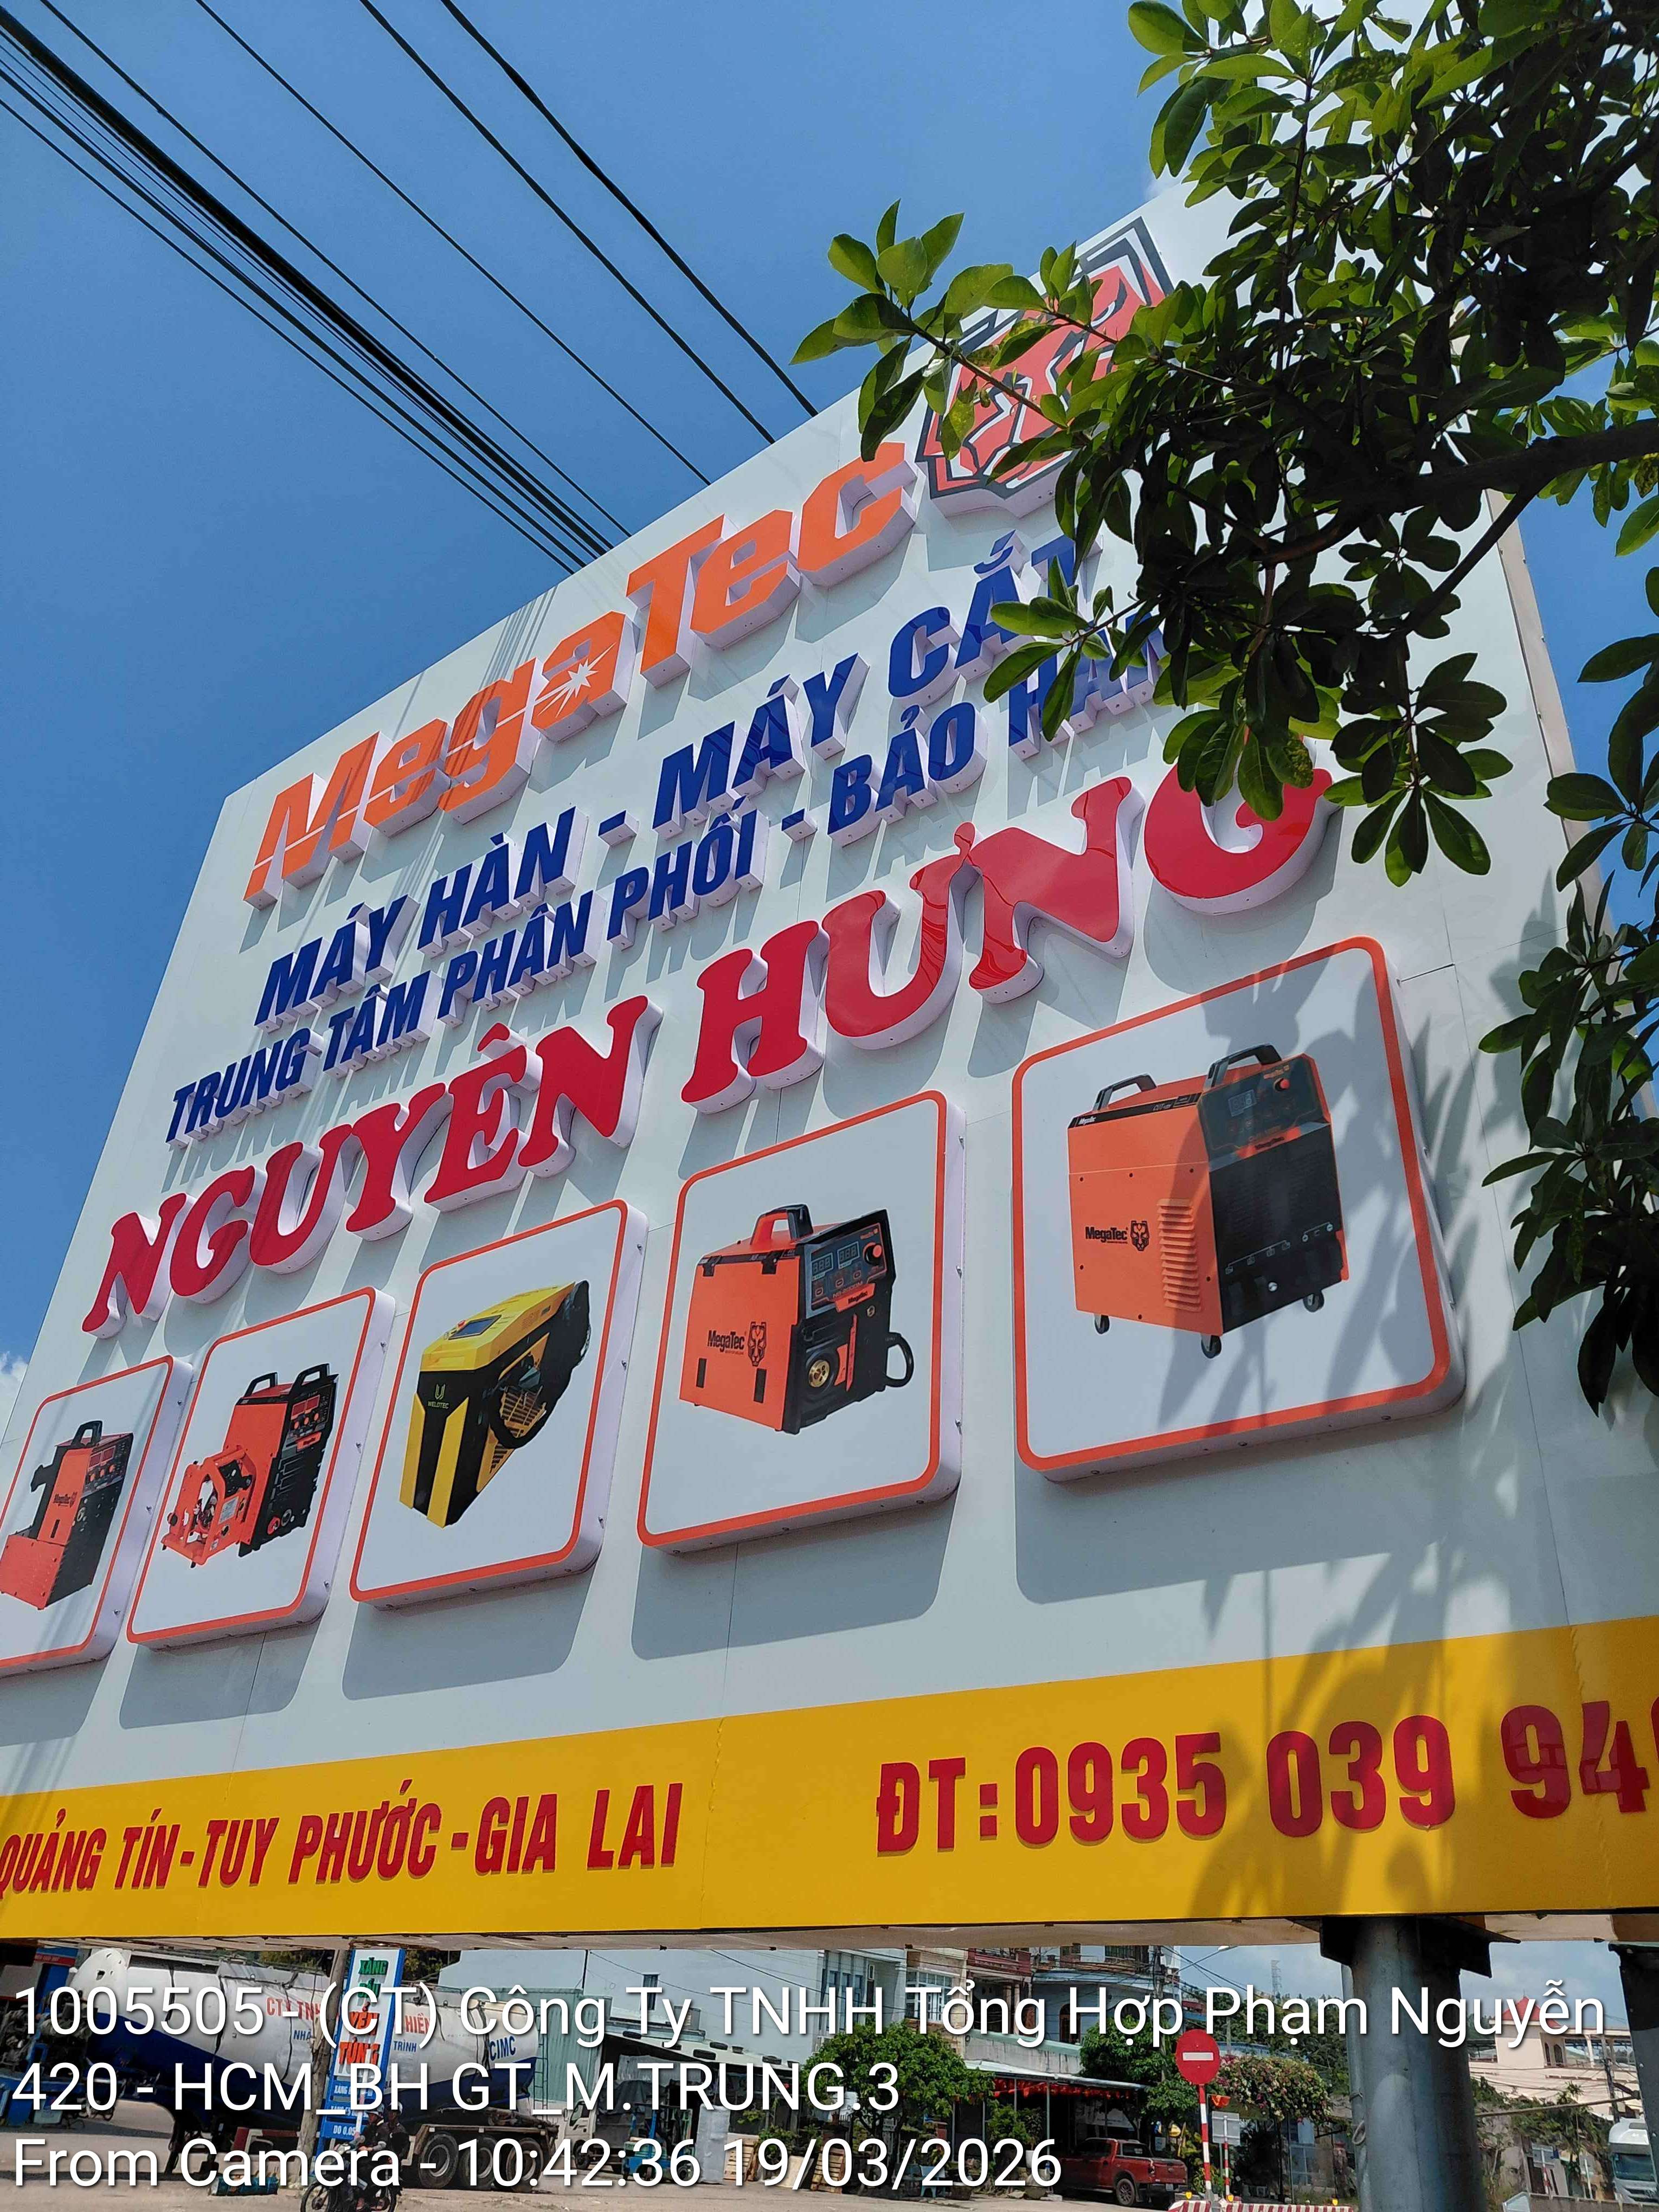 MegaTec
MÁY HÀN - MÁY CẮT
TRUNG TÂM PHÂN PHỐI - BẢO HÀNH
NGUYÊN HƯNG
MegaTec
MegaTec
WELDTEC
MegaTec
QUẢNG TÍN - TUY PHƯỚC - GIA LAI
ĐT: 0935 039 94
XĂNG
CIMC
1005505 - (CT) Công Ty TNHH Tổng Hợp Phạm Nguyễn
420 - HCM_BH GT_M.TRUNG.3
From Camera - 10:42:36 19/03/2026